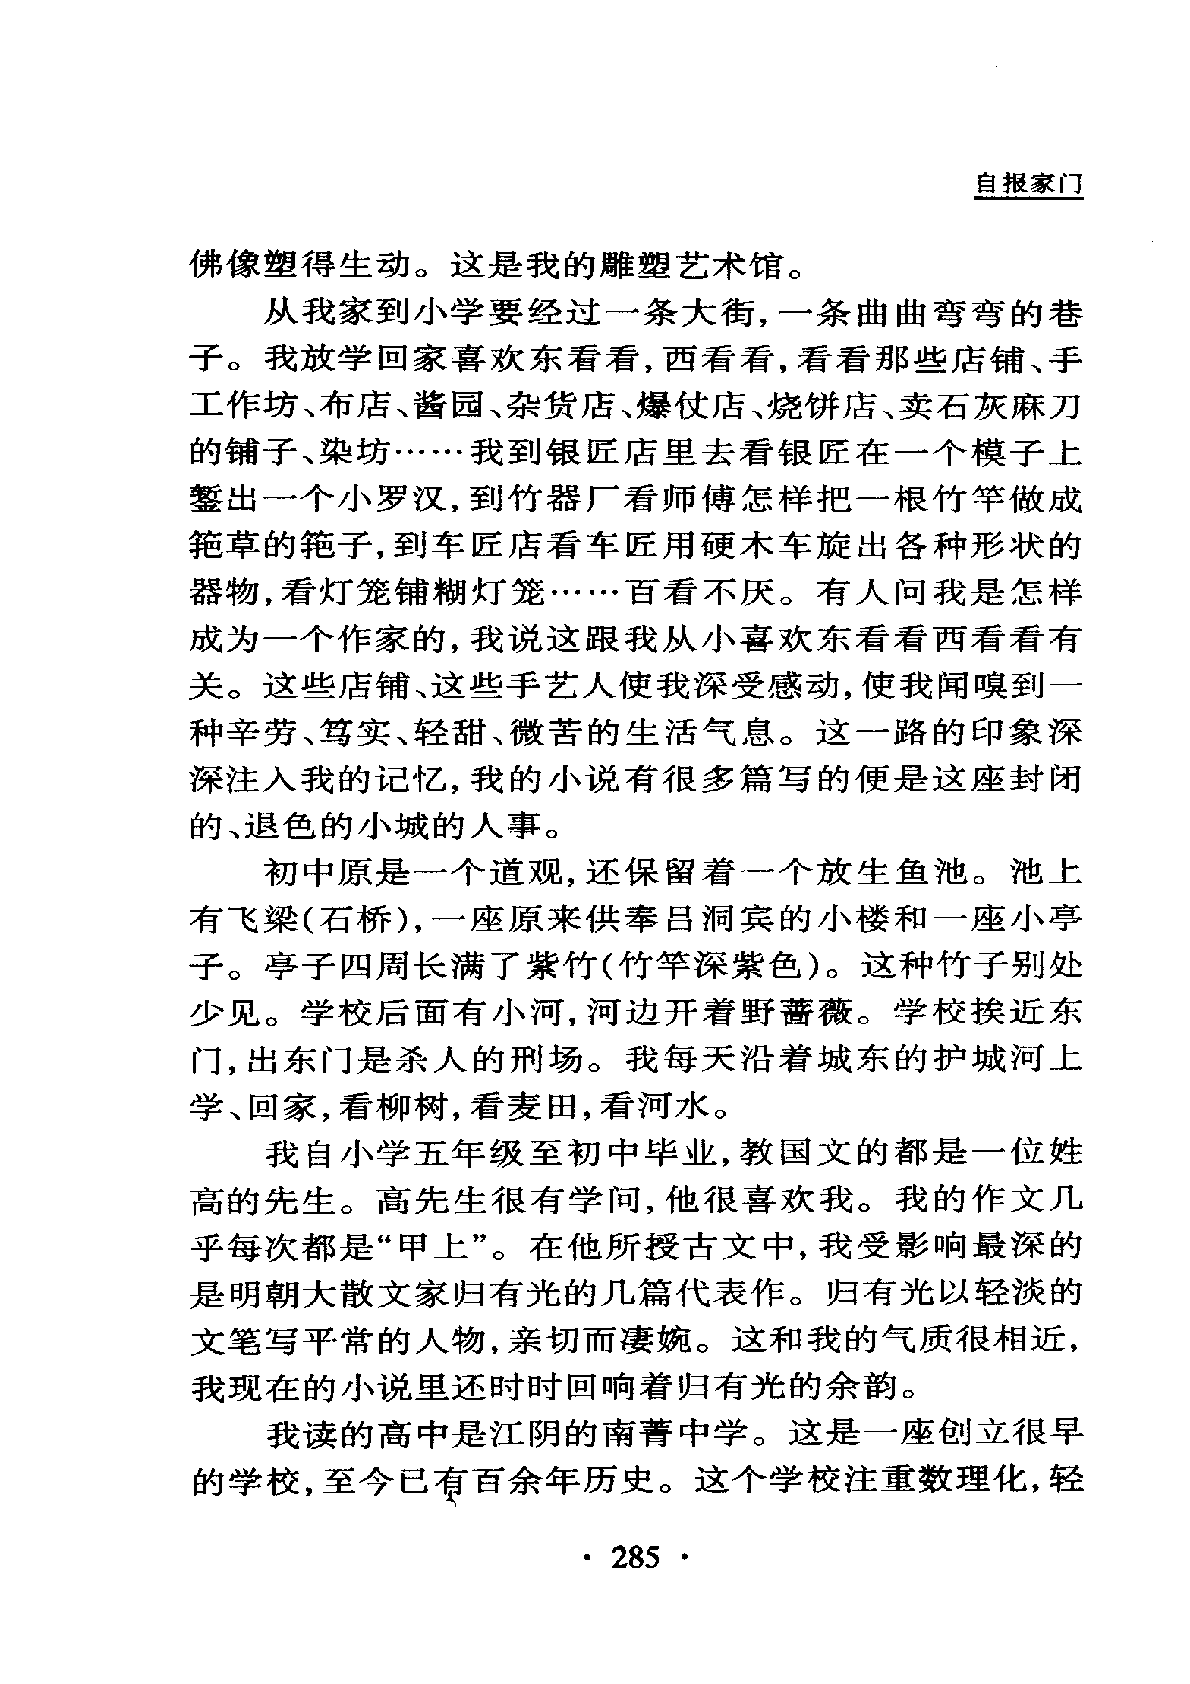 自报家门
佛像塑得生动。这是我的雕塑艺术馆。
从我家到小学要经过一条大街,一条曲曲弯弯的巷
子。我放学回家喜欢东看看,西看看,看看那些店铺、手
工作坊、布店、酱园、杂货店、爆仗店、烧饼店、卖石灰麻刀
的铺子、染坊……我到银匠店里去看银匠在一个模子上
錾出一个小罗汉,到竹器厂看师傅怎样把一根竹竿做成
筢草的筢子,到车匠店看车匠用硬木车旋出各种形状的
器物,看灯笼铺糊灯笼……百看不厌。有人问我是怎样
成为一个作家的,我说这跟我从小喜欢东看看西看看有
关。这些店铺、这些手艺人使我深受感动,使我闻嗅到一
种辛劳、笃实、轻甜、微苦的生活气息。这一路的印象深
深注入我的记忆,我的小说有很多篇写的便是这座封闭
的、退色的小城的人事。
初中原是一个道观,还保留着一个放生鱼池。池上
有飞梁(石桥),一座原来供奉吕洞宾的小楼和一座小亭
子。亭子四周长满了紫竹(竹竿深紫色)。这种竹子别处
少见。学校后面有小河,河边开着野蔷薇。学校挨近东
门,出东门是杀人的刑场。我每天沿着城东的护城河上
学、回家,看柳树,看麦田,看河水。
我自小学五年级至初中毕业,教国文的都是一位姓
高的先生。高先生很有学问,他很喜欢我。我的作文几
乎每次都是“甲上”。在他所授古文中,我受影响最深的
是明朝大散文家归有光的几篇代表作。归有光以轻淡的
文笔写平常的人物,亲切而凄婉。这和我的气质很相近,
我现在的小说里还时时回响着归有光的余韵。
我读的高中是江阴的南菁中学。这是一座创立很早
的学校,至今已有百余年历史。这个学校注重数理化,轻
· 285 ·